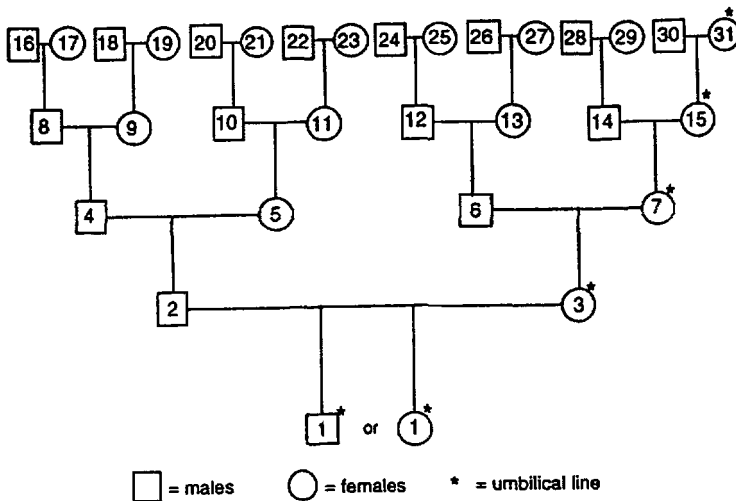 16 17 18 19 20 21 22 23 24 25 26 27 28 29 30 31 *
8 9 10 11 12 13 14 15 *
4 5 6 7 *
2 3 *
1 * or 1 *
= males = females * = umbilical line